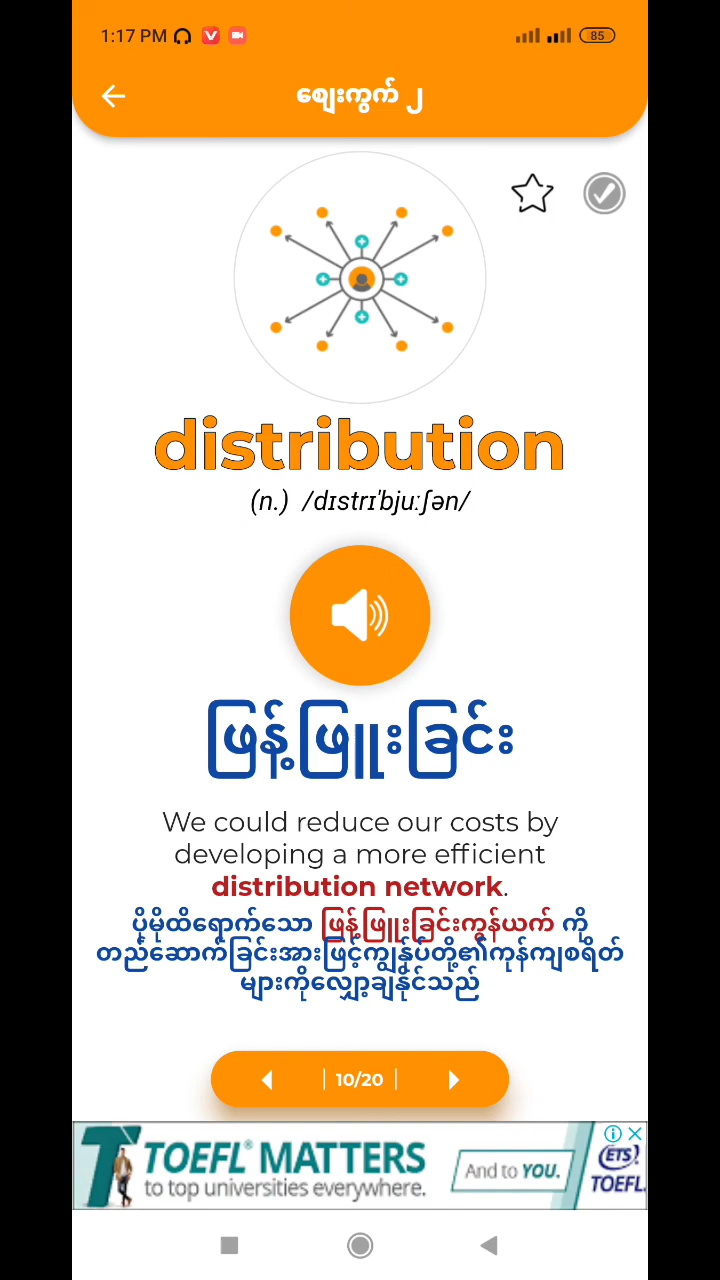 1:17 PM
85
ဈေးကွက် ၂
distribution
(n.) /dɪstrɪ'bjuːʃən/
ဖြန့်ဖြူးခြင်း
We could reduce our costs by
developing a more efficient
distribution network.
ပိုမိုထိရောက်သော ဖြန့်ဖြူးခြင်းကွန်ယက် ကို
တည်ဆောက်ခြင်းအားဖြင့်ကျွန်ုပ်တို့၏ကုန်ကျစရိတ်
များကိုလျှော့ချနိုင်သည်
10/20
TOEFL® MATTERS
to top universities everywhere.
And to YOU.
ETS
TOEFL.